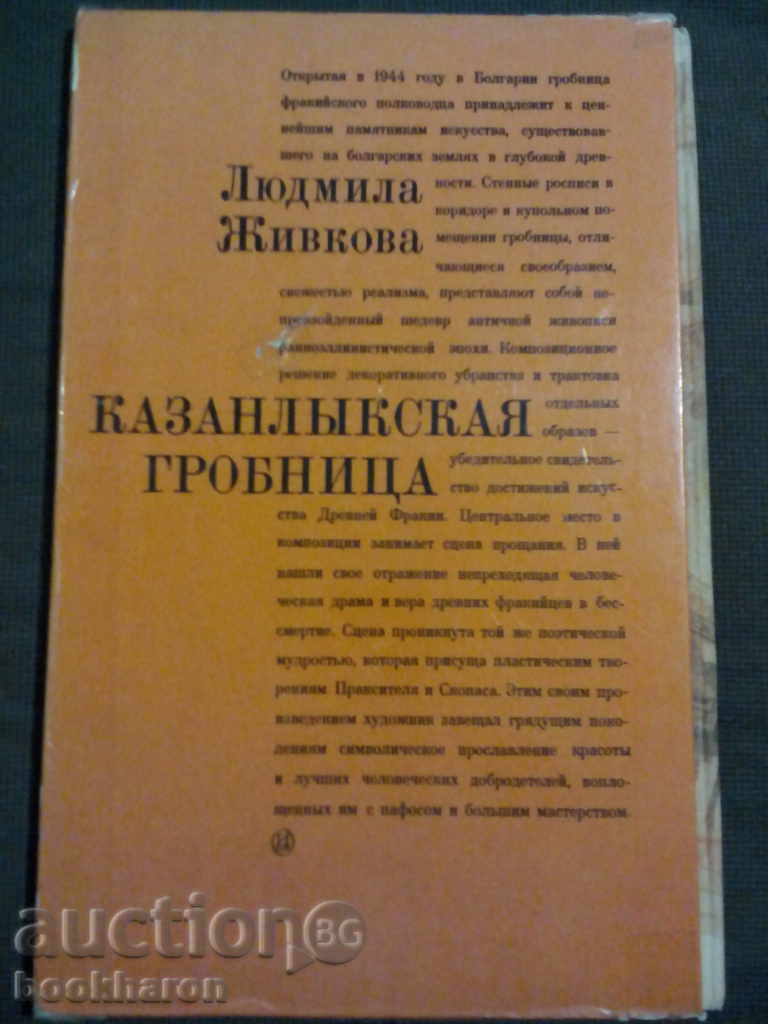 Открытая в 1944 году в Болгарии гробница
фракийского полководца принадлежит к цен-
нейшим памятникам искусства, существовав-
шего на болгарских землях в глубокой древ-
Людмила
Живкова
ности. Стенные росписи в
коридоре и купольном по-
мещении гробницы, отли-
чающиеся своеобразием,
свежестью реализма, представляют собой не-
превзойденный шедевр античной живописи
раннеэллинистической эпохи. Композиционное
решение декоративного убранства и трактовка
КАЗАНЛЫКСКАЯ
ГРОБНИЦА
отдельных
образов —
убедительное свидетель-
ство достижений искус-
ства Древней Фракии. Центральное место в
композиции занимает сцена прощания. В ней
нашли свое отражение непреходящая челове-
ческая драма и вера древних фракийцев в бес-
смертие. Сцена проникнута той же поэтической
мудростью, которая присуща пластическим тво-
рениям Праксителя и Скопаса. Этим своим про-
изведением художник завещал грядущим поко-
лениям символическое прославление красоты
и лучших человеческих добродетелей, вопло-
щенных им с пафосом и большим мастерством.
auction BG
bookharon